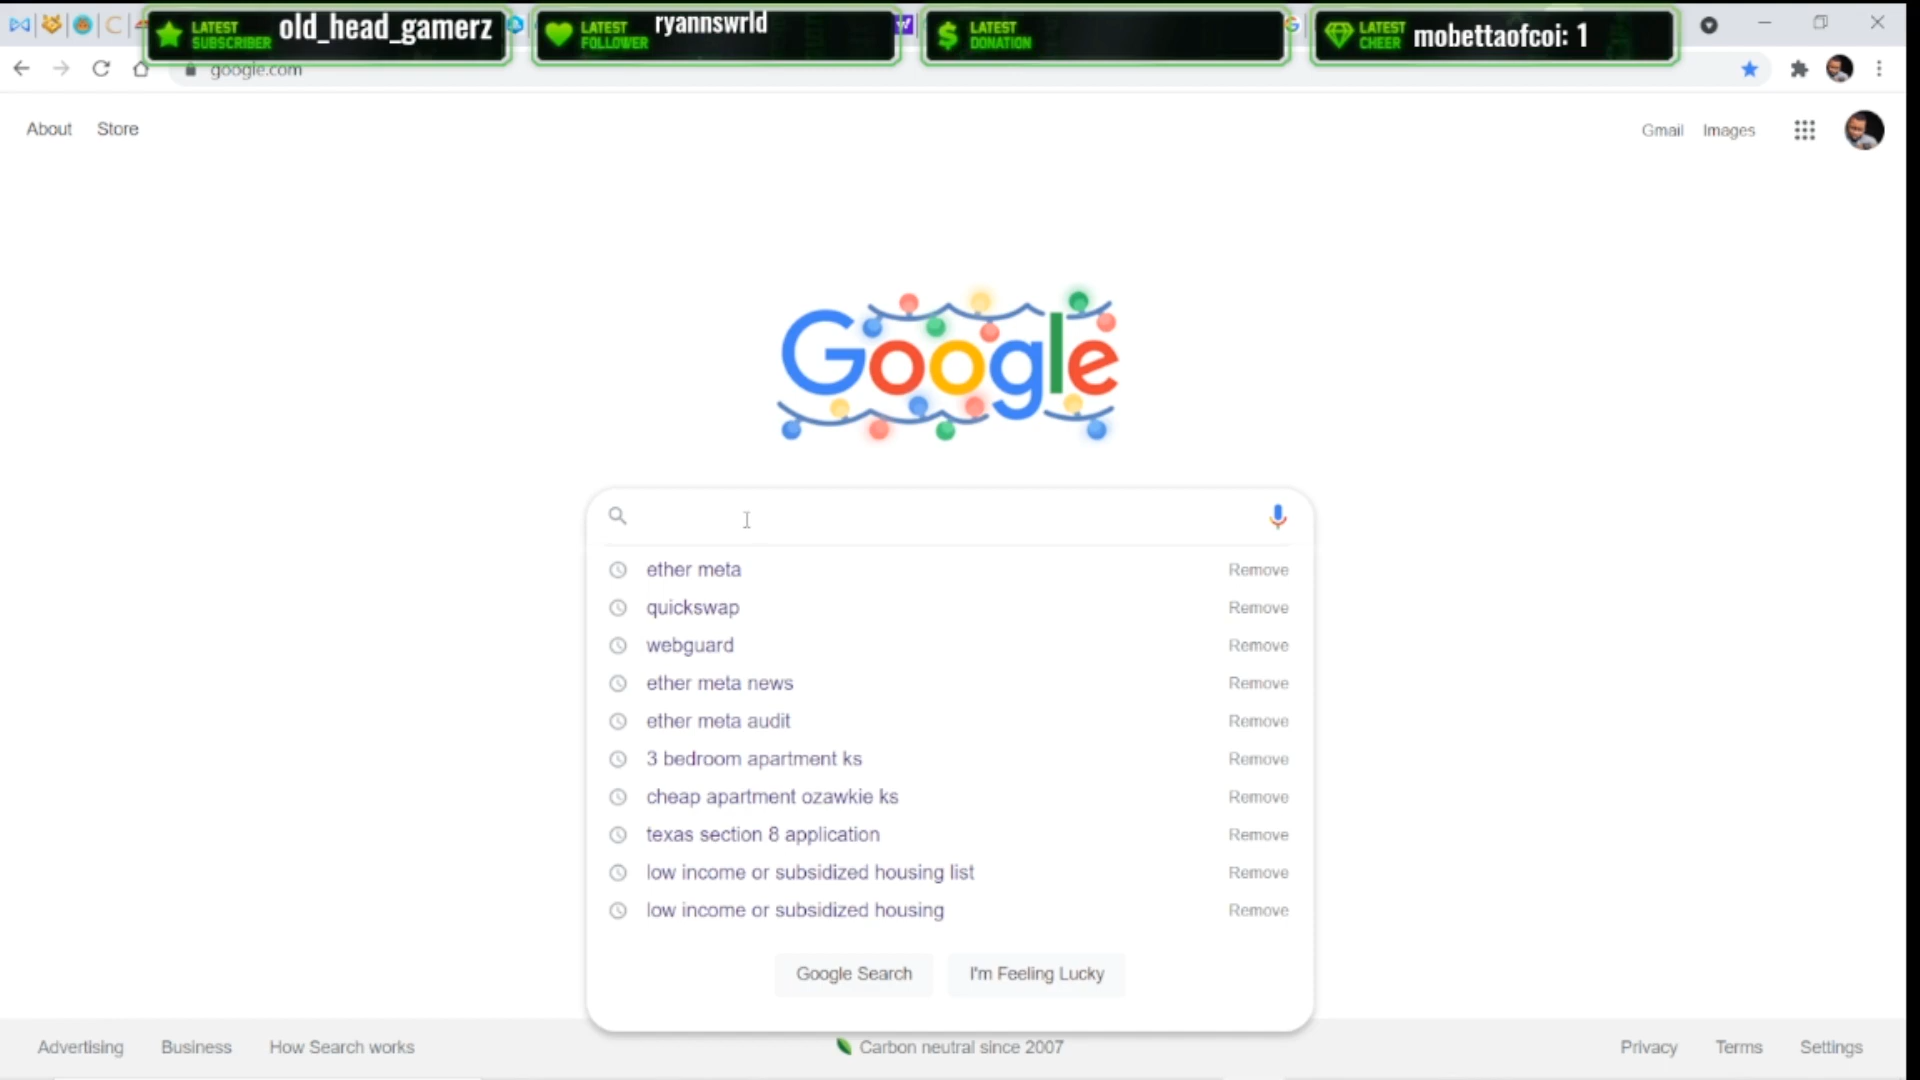 LATEST SUBSCRIBER old_head_gamerz
LATEST FOLLOWER ryannswrld
LATEST DONATION
LATEST CHEER mobettaofcoi: 1
google.com
About Store
Gmail Images
Google
ether meta Remove
quickswap Remove
webguard Remove
ether meta news Remove
ether meta audit Remove
3 bedroom apartment ks Remove
cheap apartment ozawkie ks Remove
texas section 8 application Remove
low income or subsidized housing list Remove
low income or subsidized housing Remove
Google Search I'm Feeling Lucky
Advertising Business How Search works Carbon neutral since 2007 Privacy Terms Settings